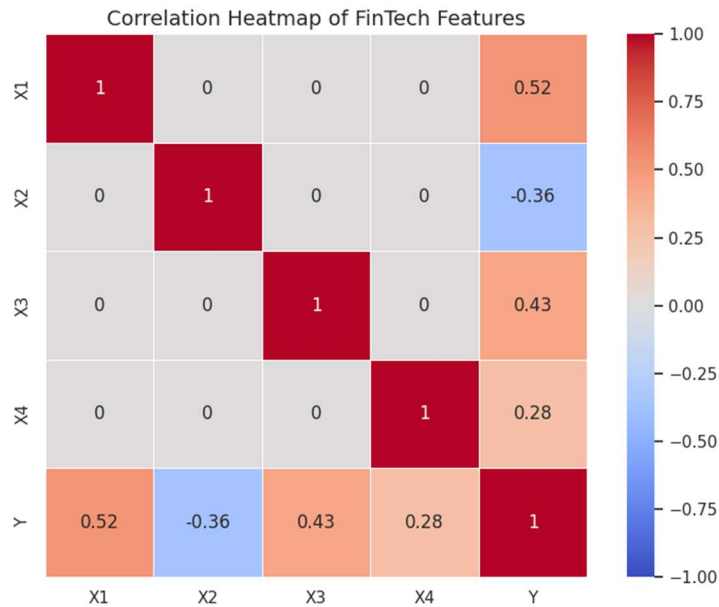 Correlation Heatmap of FinTech Features
X1 1 0 0 0 0.52
X2 0 1 0 0 -0.36
X3 0 0 1 0 0.43
X4 0 0 0 1 0.28
Y 0.52 -0.36 0.43 0.28 1
X1 X2 X3 X4 Y
1.00
0.75
0.50
0.25
0.00
−0.25
−0.50
−0.75
−1.00